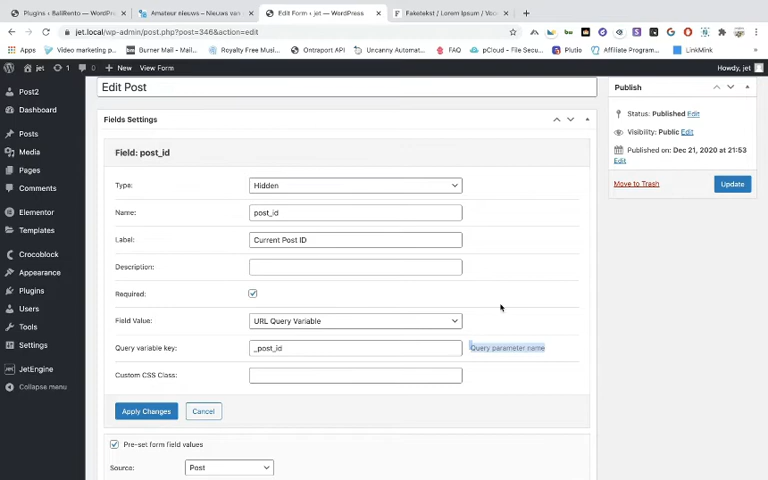 Plugins ‹ BaliRento — WordPr
Amateur nieuws – Nieuws van
Edit Form ‹ jet — WordPress
Faketekst / Lorem Ipsum / Voo
jet.local/wp-admin/post.php?post=346&action=edit
Apps
Video marketing p...
Burner Mail - Mail...
Royalty Free Musi...
Ontraport API
Uncanny Automat...
FAQ
pCloud - File Secu...
Plutio
Affiliate Program...
LinkMink
jet
1
0
New
View Form
Howdy, jet
Post2
Dashboard
Posts
Media
Pages
Comments
Elementor
Templates
Crocoblock
Appearance
Plugins
Users
Tools
Settings
JetEngine
Collapse menu
Edit Post
Fields Settings
Field: post_id
Type:
Hidden
Name:
post_id
Label:
Current Post ID
Description:
Required:
Field Value:
URL Query Variable
Query variable key:
_post_id
Query parameter name
Custom CSS Class:
Apply Changes
Cancel
Pre-set form field values
Source:
Post
Publish
Status: Published Edit
Visibility: Public Edit
Published on: Dec 21, 2020 at 21:53
Edit
Move to Trash
Update